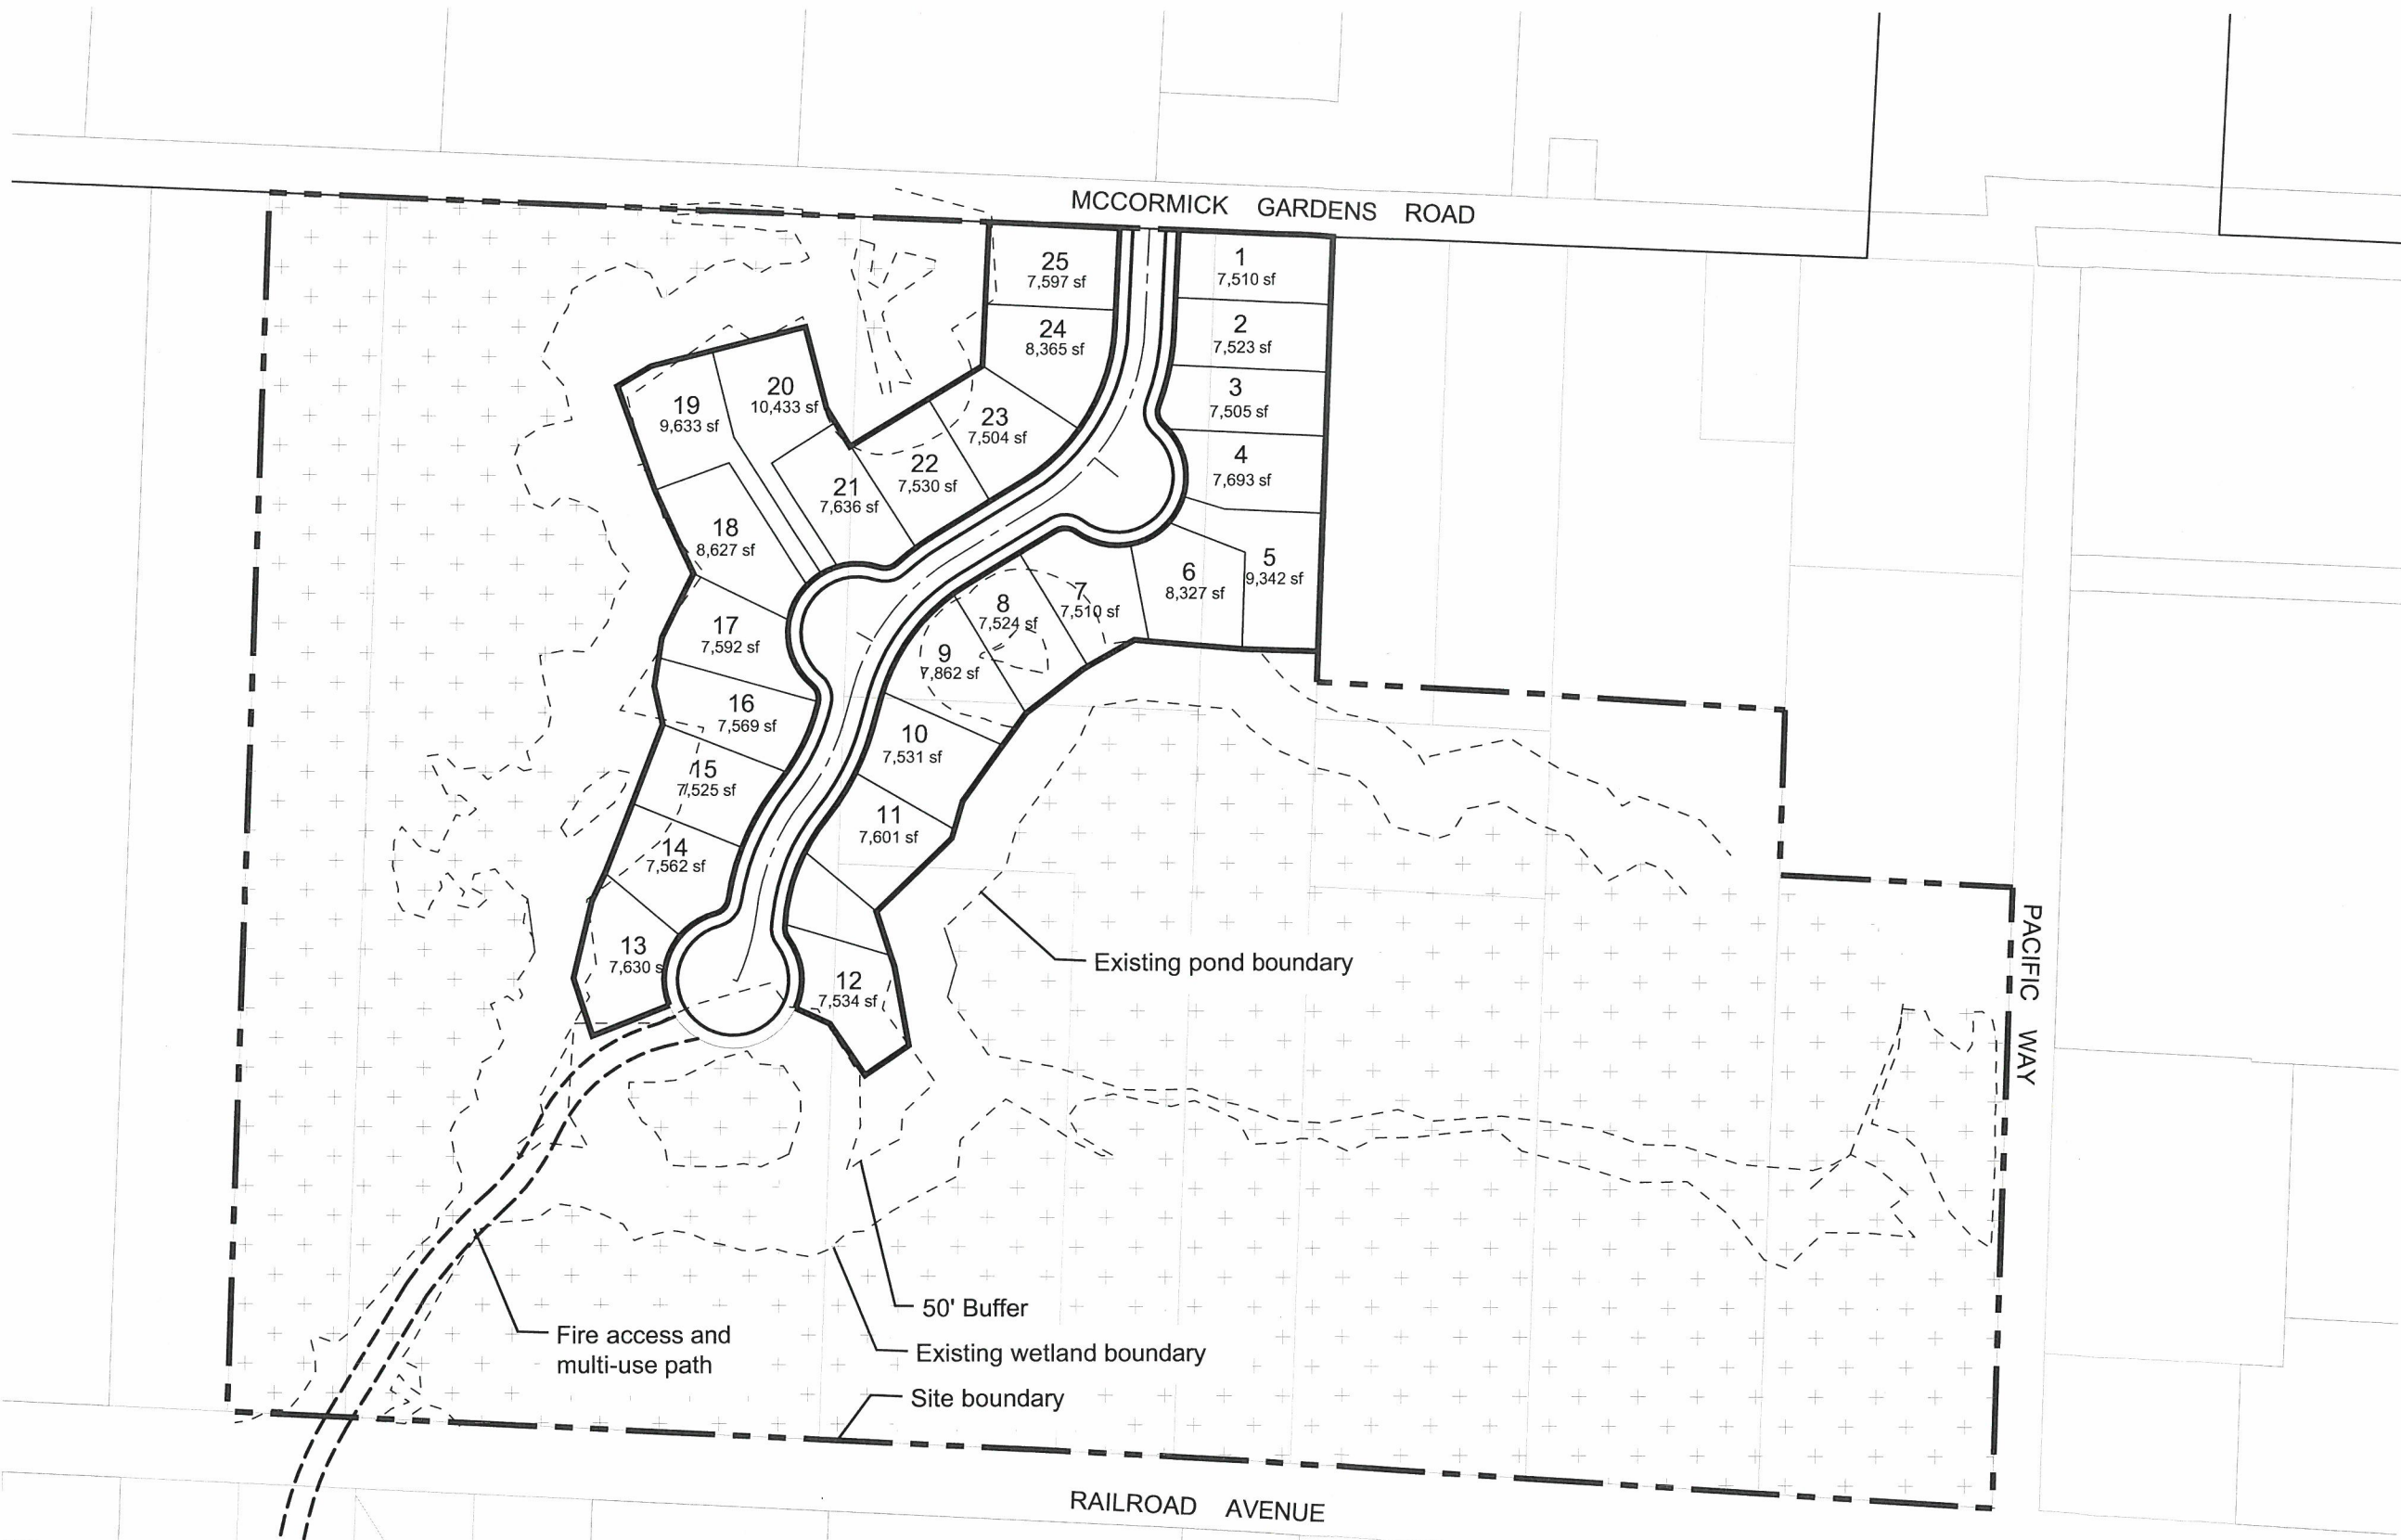 MCCORMICK GARDENS ROAD
25
7,597 sf
1
7,510 sf
24
8,365 sf
2
7,523 sf
3
7,505 sf
20
10,433 sf
19
9,633 sf
23
7,504 sf
4
7,693 sf
22
7,530 sf
21
7,636 sf
18
8,627 sf
5
9,342 sf
6
8,327 sf
7
7,510 sf
8
7,524 sf
17
7,592 sf
9
7,862 sf
16
7,569 sf
10
7,531 sf
15
7,525 sf
11
7,601 sf
14
7,562 sf
13
7,630 s
12
7,534 sf
Existing pond boundary
PACIFIC WAY
50' Buffer
Fire access and
multi-use path
Existing wetland boundary
Site boundary
RAILROAD AVENUE